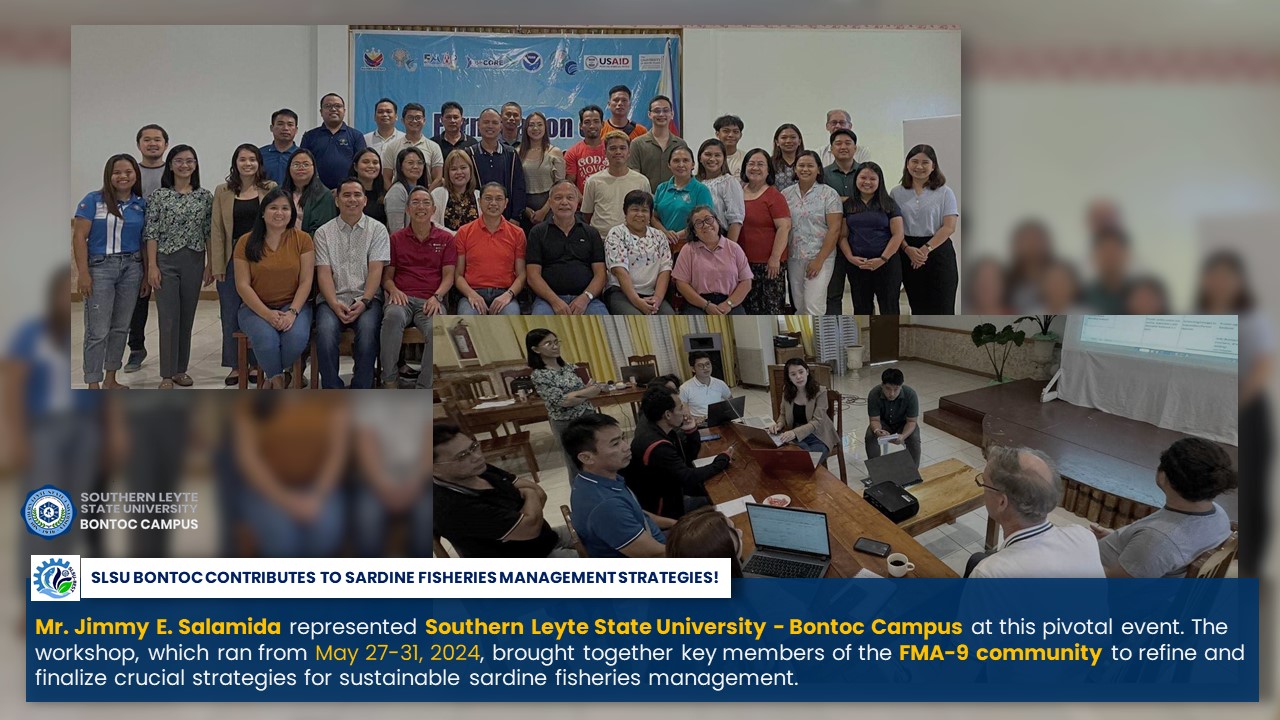 USAID
Formation
SOUTHERN LEYTE
STATE UNIVERSITY
BONTOC CAMPUS
SLSU BONTOC CONTRIBUTES TO SARDINE FISHERIES MANAGEMENT STRATEGIES!
Mr. Jimmy E. Salamida represented Southern Leyte State University - Bontoc Campus at this pivotal event. The
workshop, which ran from May 27-31, 2024, brought together key members of the FMA-9 community to refine and
finalize crucial strategies for sustainable sardine fisheries management.